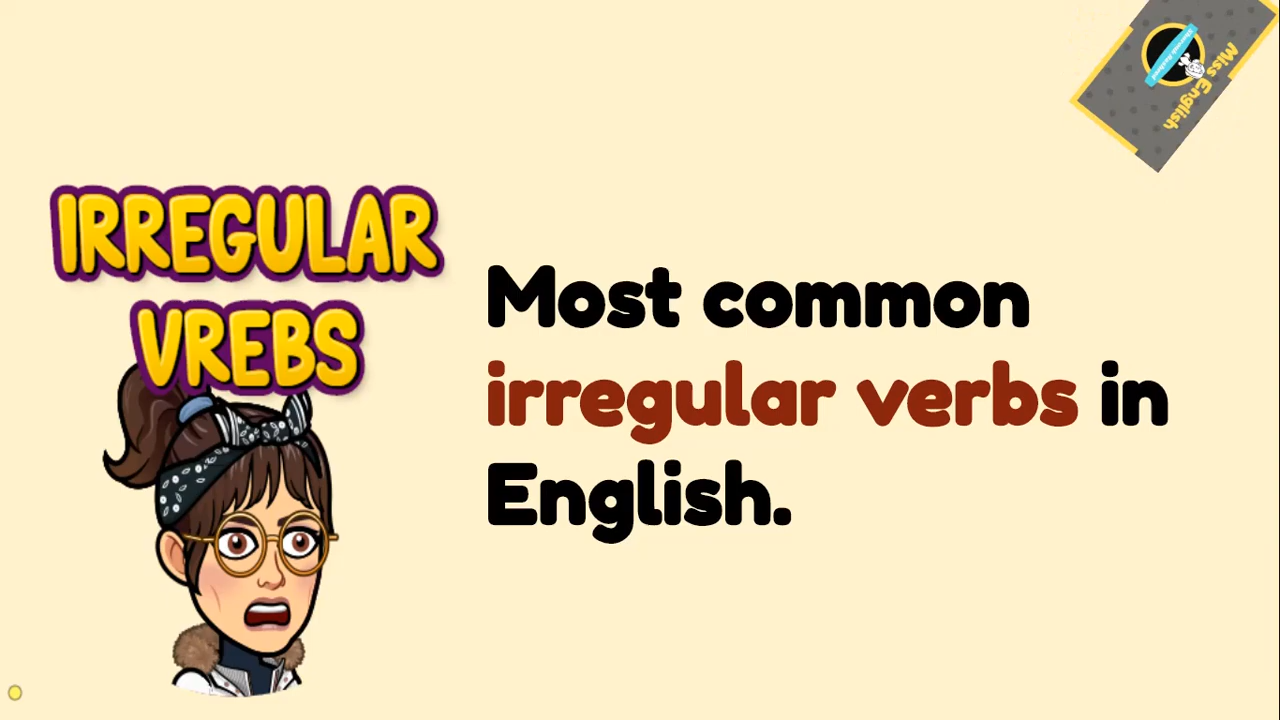 IRREGULAR
VREBS
Most common
irregular verbs in
English.
Miss English